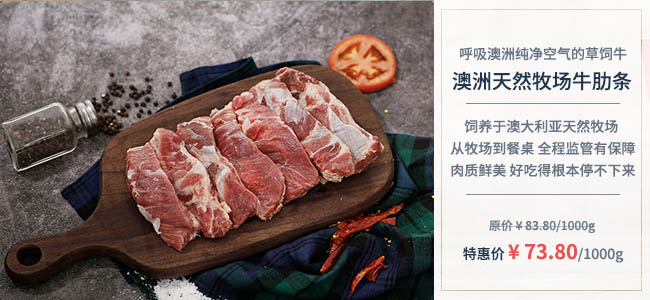 呼吸澳洲纯净空气的草饲牛
澳洲天然牧场牛肋条
饲养于澳大利亚天然牧场
从牧场到餐桌 全程监管有保障
肉质鲜美 好吃得根本停不下来
原价￥83.80/1000g
特惠价￥73.80/1000g